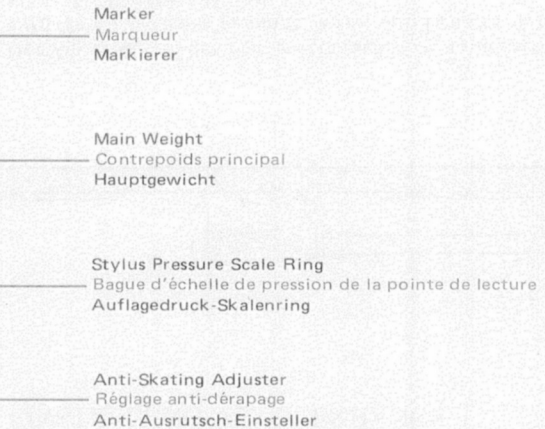 Marker
Marqueur
Markierer
Main Weight
Contrepoids principal
Hauptgewicht
Stylus Pressure Scale Ring
Bague d'échelle de pression de la pointe de lecture
Auflagedruck-Skalenring
Anti-Skating Adjuster
Réglage anti-dérapage
Anti-Ausrutsch-Einsteller